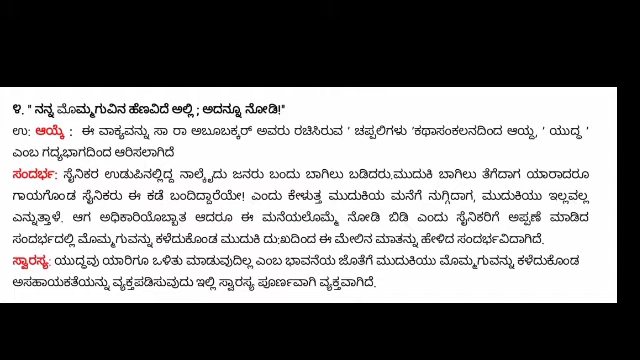 ೪. " ನನ್ನ ಮೊಮ್ಮಗುವಿನ ಹೆಣವಿದೆ ಅಲ್ಲಿ ; ಅದನ್ನೂ ನೋಡಿ!"
ಉ: ಆಯ್ಕೆ : ಈ ವಾಕ್ಯವನ್ನು ಸಾ ರಾ ಅಬೂಬಕ್ಕರ್ ಅವರು ರಚಿಸಿರುವ ' ಚಪ್ಪಲಿಗಳು 'ಕಥಾಸಂಕಲನದಿಂದ ಆಯ್ದ, ' ಯುದ್ಧ '
ಎಂಬ ಗದ್ಯಭಾಗದಿಂದ ಆರಿಸಲಾಗಿದೆ
ಸಂದರ್ಭ: ಸೈನಿಕರ ಉಡುಪಿನಲ್ಲಿದ್ದ ನಾಲ್ಕೈದು ಜನರು ಬಂದು ಬಾಗಿಲು ಬಡಿದರು.ಮುದುಕಿ ಬಾಗಿಲು ತೆಗೆದಾಗ ಯಾರಾದರೂ
ಗಾಯಗೊಂಡ ಸೈನಿಕರು ಈ ಕಡೆ ಬಂದಿದ್ದಾರೆಯೇ! ಎಂದು ಕೇಳುತ್ತ ಮುದುಕಿಯ ಮನೆಗೆ ನುಗ್ಗಿದಾಗ, ಮುದುಕಿಯು ಇಲ್ಲವಲ್ಲ
ಎನ್ನುತ್ತಾಳೆ. ಆಗ ಅಧಿಕಾರಿಯೊಬ್ಬಾತ ಆದರೂ ಈ ಮನೆಯಲೊಮ್ಮೆ ನೋಡಿ ಬಿಡಿ ಎಂದು ಸೈನಿಕರಿಗೆ ಅಪ್ಪಣೆ ಮಾಡಿದ
ಸಂದರ್ಭದಲ್ಲಿ ಮೊಮ್ಮಗುವನ್ನು ಕಳೆದುಕೊಂಡ ಮುದುಕಿ ದು:ಖದಿಂದ ಈ ಮೇಲಿನ ಮಾತನ್ನು ಹೇಳಿದ ಸಂದರ್ಭವಿದಾಗಿದೆ.
ಸ್ವಾರಸ್ಯ: ಯುದ್ಧವು ಯಾರಿಗೂ ಒಳಿತು ಮಾಡುವುದಿಲ್ಲ ಎಂಬ ಭಾವನೆಯ ಜೊತೆಗೆ ಮುದುಕಿಯು ಮೊಮ್ಮಗುವನ್ನು ಕಳೆದುಕೊಂಡ
ಅಸಹಾಯಕತೆಯನ್ನು ವ್ಯಕ್ತಪಡಿಸುವುದು ಇಲ್ಲಿ ಸ್ವಾರಸ್ಯ ಪೂರ್ಣವಾಗಿ ವ್ಯಕ್ತವಾಗಿದೆ.